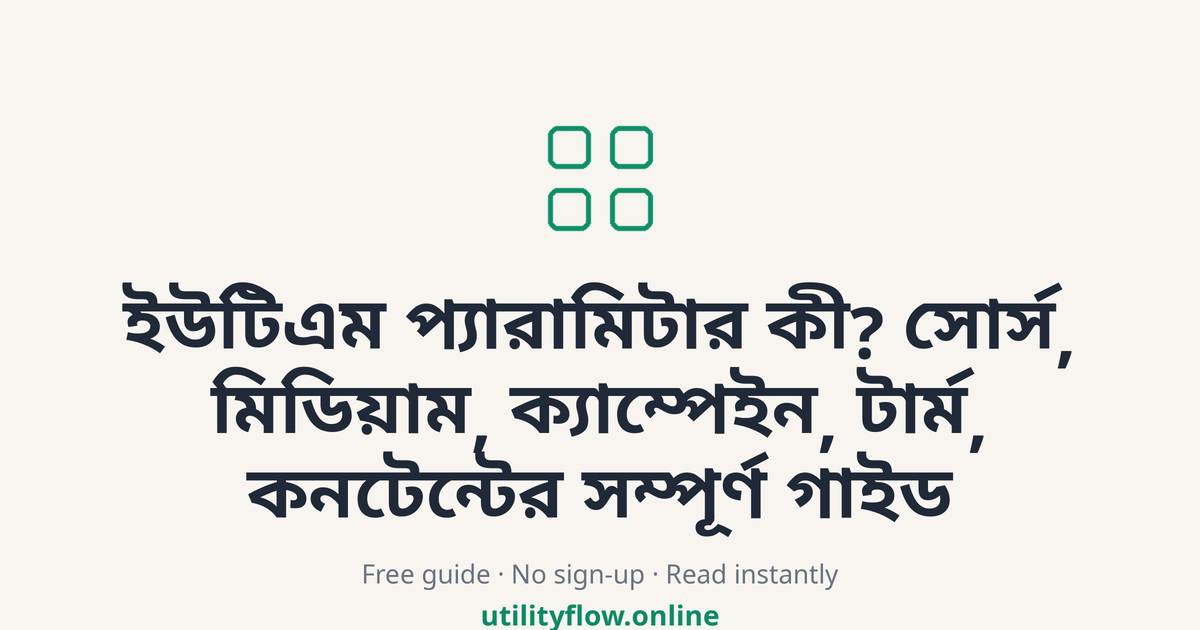 ইউটিএম প্যারামিটার কী? সোর্স,
মিডিয়াম, ক্যাম্পেইন, টার্ম,
কনটেন্টের সম্পূর্ণ গাইড
Free guide · No sign-up · Read instantly
utilityflow.online